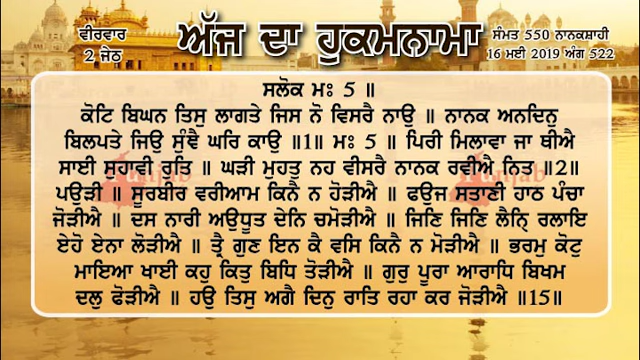 ਵੀਰਵਾਰ
2 ਜੇਠ
ਅੱਜ ਦਾ ਹੁਕਮਨਾਮਾ
ਸੰਮਤ 550 ਨਾਨਕਸ਼ਾਹੀ
16 ਮਈ 2019 ਅੰਗ 522
ਸਲੋਕ ਮਃ 5 ॥
ਕੋਟਿ ਬਿਘਨ ਤਿਸੁ ਲਾਗਤੇ ਜਿਸ ਨੋ ਵਿਸਰੈ ਨਾਉ ॥ ਨਾਨਕ ਅਨਦਿਨੁ
ਬਿਲਪਤੇ ਜਿਉ ਸੁੰਞੈ ਘਰਿ ਕਾਉ ॥1॥ ਮਃ 5 ॥ ਪਿਰੀ ਮਿਲਾਵਾ ਜਾ ਥੀਐ
ਸਾਈ ਸੁਹਾਵੀ ਰੁਤਿ ॥ ਘੜੀ ਮੁਹਤੁ ਨਹ ਵੀਸਰੈ ਨਾਨਕ ਰਵੀਐ ਨਿਤ ॥2॥
ਪਉੜੀ ॥ ਸੂਰਬੀਰ ਵਰੀਆਮ ਕਿਨੈ ਨ ਹੋੜੀਐ ॥ ਫਉਜ ਸਤਾਣੀ ਹਾਠ ਪੰਚਾ
ਜੋੜੀਐ ॥ ਦਸ ਨਾਰੀ ਅਉਧੂਤ ਦੇਨਿ ਚਮੋੜੀਐ ॥ ਜਿਣਿ ਜਿਣਿ ਲੈਨ੍ਹਿ ਰਲਾਇ
ਏਹੋ ਏਨਾ ਲੋੜੀਐ ॥ ਤ੍ਰੈ ਗੁਣ ਇਨ ਕੈ ਵਸਿ ਕਿਨੈ ਨ ਮੋੜੀਐ ॥ ਭਰਮੁ ਕੋਟੁ
ਮਾਇਆ ਖਾਈ ਕਹੁ ਕਿਤੁ ਬਿਧਿ ਤੋੜੀਐ ॥ ਗੁਰੁ ਪੂਰਾ ਆਰਾਧਿ ਬਿਖਮ
ਦਲੁ ਫੋੜੀਐ ॥ ਹਉ ਤਿਸੁ ਅਗੈ ਦਿਨੁ ਰਾਤਿ ਰਹਾ ਕਰ ਜੋੜੀਐ ॥15॥